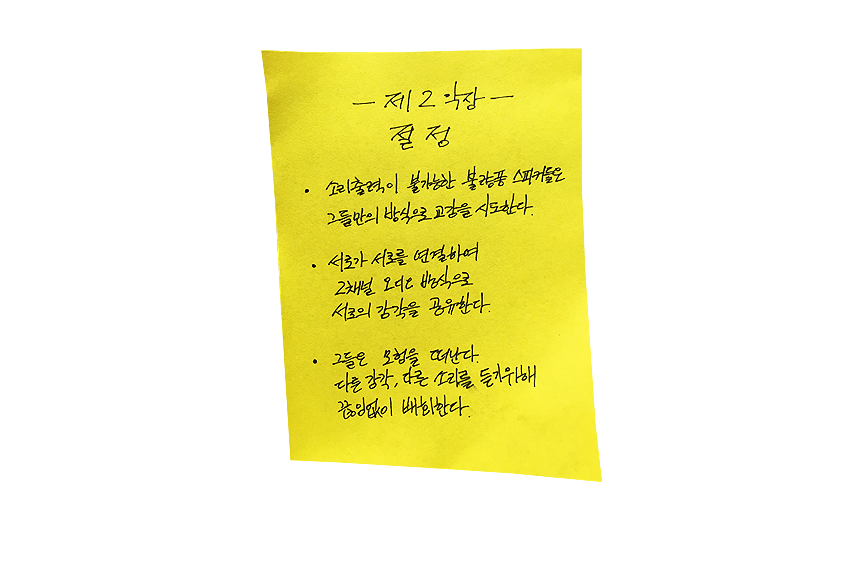 - 제 2 악장 -
절정
• 소리출력이 불가능한 불량품 스피커들은
그들만의 방식으로 교감을 시도한다.
• 서로가 서로를 연결하여
2채널 오디오 방식으로
서로의 감각을 공유한다.
• 그들은 모험을 떠난다.
다른 감각, 다른 소리를 듣기위해
끊임없이 배회한다.